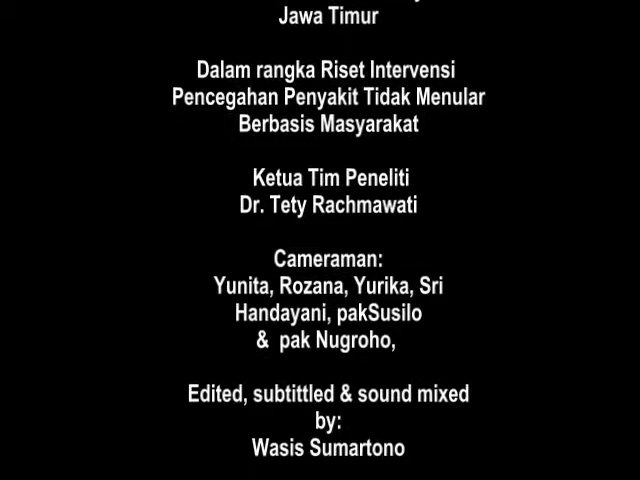 Jawa Timur
Dalam rangka Riset Intervensi
Pencegahan Penyakit Tidak Menular
Berbasis Masyarakat
Ketua Tim Peneliti
Dr. Tety Rachmawati
Cameraman:
Yunita, Rozana, Yurika, Sri
Handayani, pakSusilo
& pak Nugroho,
Edited, subtittled & sound mixed
by:
Wasis Sumartono